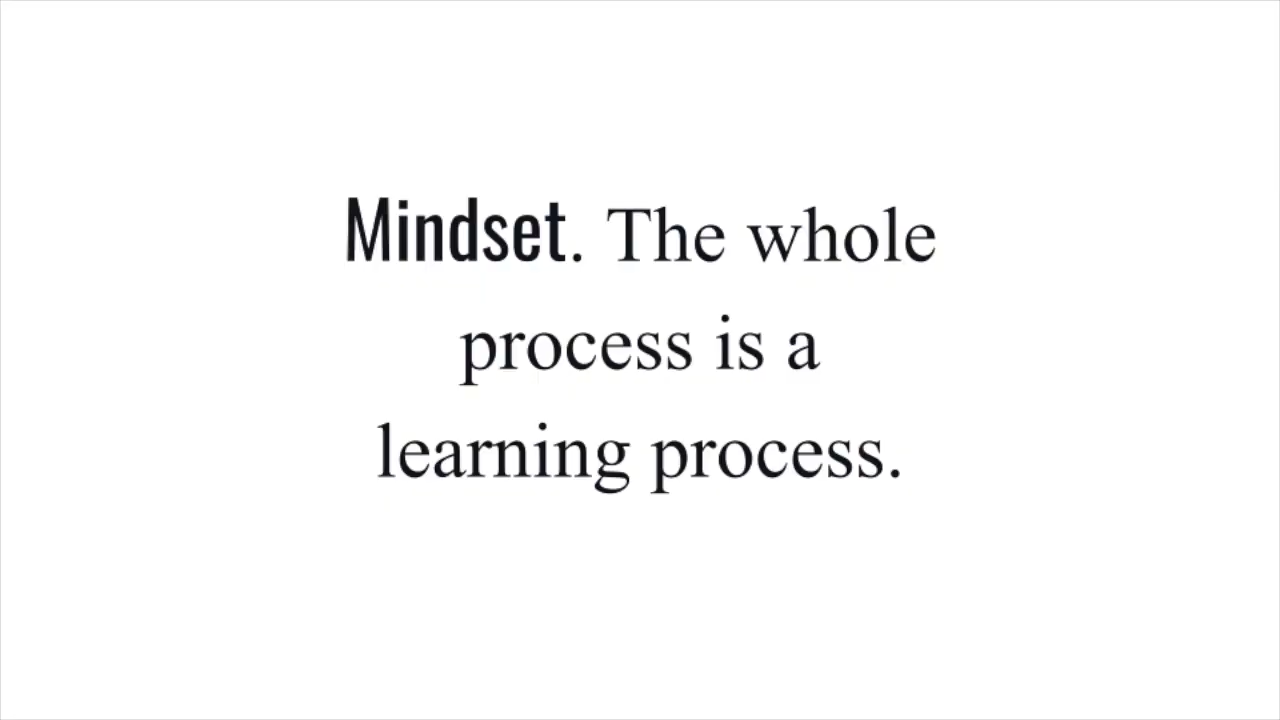 Mindset. The whole
process is a
learning process.